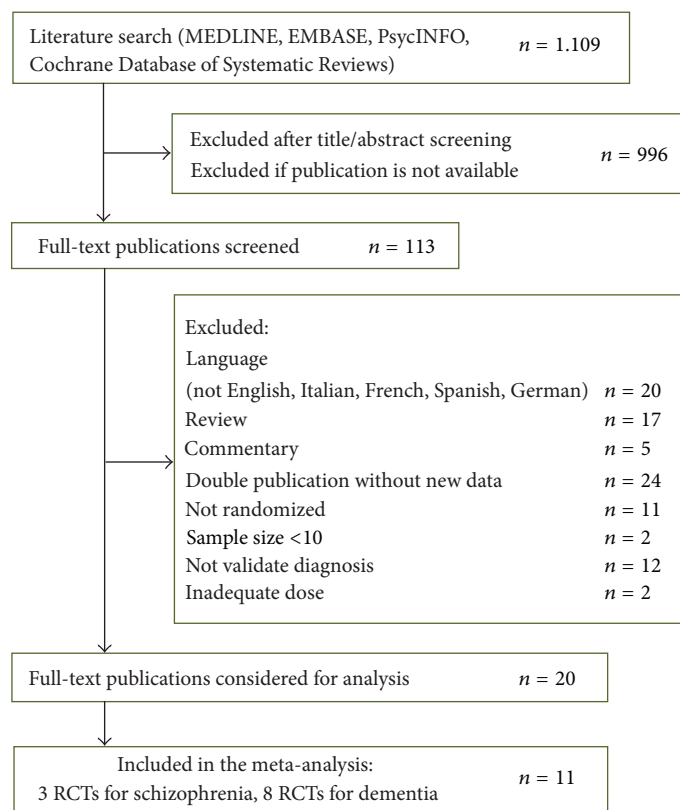 Literature search (MEDLINE, EMBASE, PsycINFO,
Cochrane Database of Systematic Reviews)
n = 1.109
Excluded after title/abstract screening
Excluded if publication is not available
n = 996
Full-text publications screened n = 113
Excluded:
Language
(not English, Italian, French, Spanish, German) n = 20
Review n = 17
Commentary n = 5
Double publication without new data n = 24
Not randomized n = 11
Sample size <10 n = 2
Not validate diagnosis n = 12
Inadequate dose n = 2
Full-text publications considered for analysis n = 20
Included in the meta-analysis:
3 RCTs for schizophrenia, 8 RCTs for dementia
n = 11